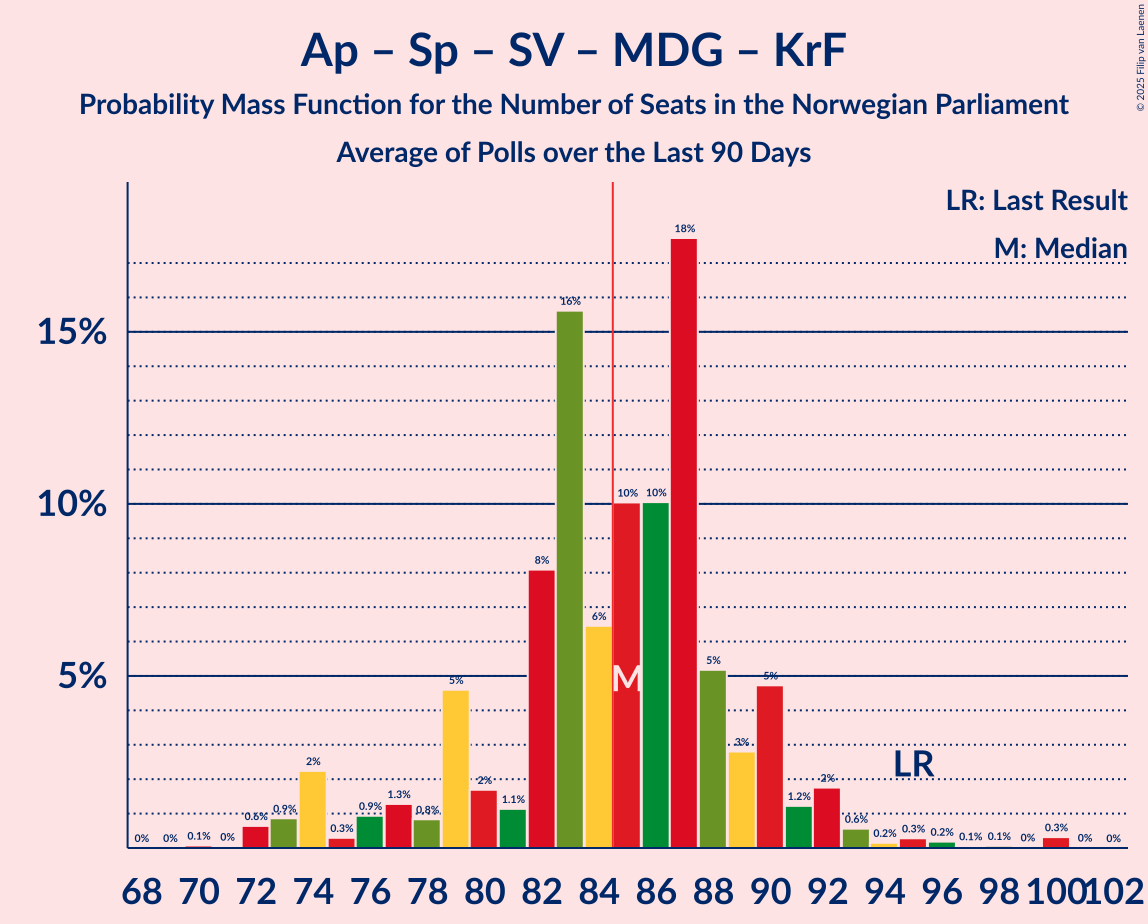 Ap – Sp – SV – MDG – KrF
Probability Mass Function for the Number of Seats in the Norwegian Parliament
Average of Polls over the Last 90 Days
© 2025 Filip van Laenen
LR: Last Result
M: Median
15%
10%
5%
0% 0% 0.1% 0% 0.6% 0.9% 2% 0.3% 0.9% 1.3% 0.8% 5% 2% 1.1% 8% 16% 6% 10% 10% 18% 5% 3% 5% 1.2% 2% 0.6% 0.2% 0.3% 0.2% 0.1% 0.1% 0% 0.3% 0% 0%
M
LR
68 70 72 74 76 78 80 82 84 86 88 90 92 94 96 98 100 102